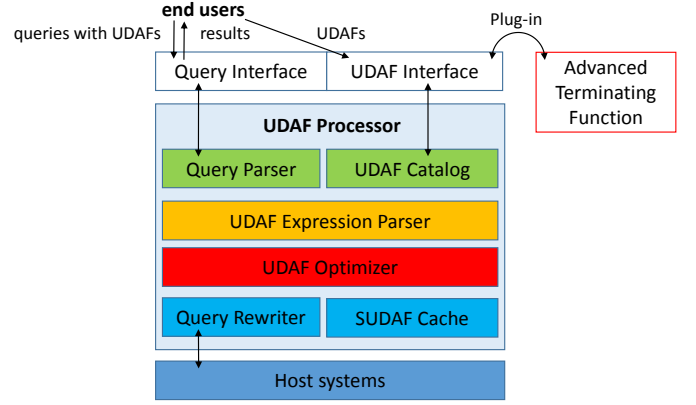 end users
queries with UDAFs
results
UDAFs
Plug-in
Query Interface
UDAF Interface
Advanced
Terminating
Function
UDAF Processor
Query Parser
UDAF Catalog
UDAF Expression Parser
UDAF Optimizer
Query Rewriter
SUDAF Cache
Host systems